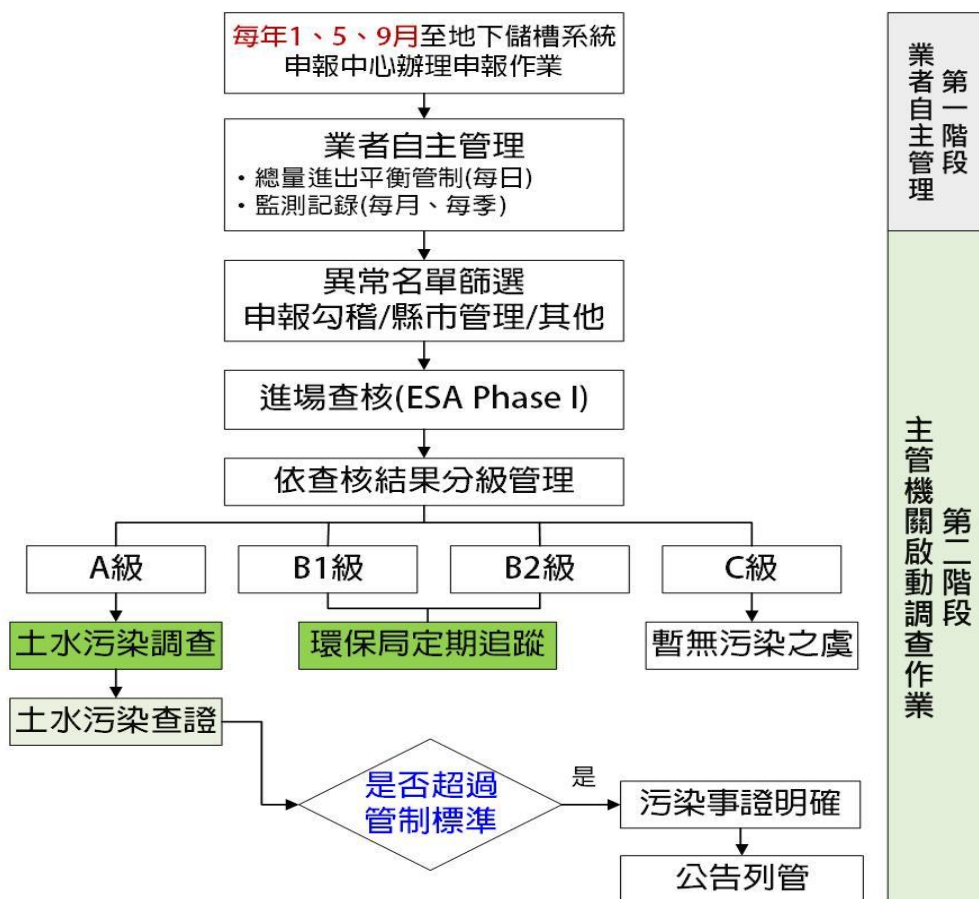 每年1、5、9月至地下儲槽系統
申報中心辦理申報作業
業者自主管理
・總量進出平衡管制(每日)
・監測記錄(每月、每季)
異常名單篩選
申報勾稽/縣市管理/其他
進場查核(ESA Phase I)
依查核結果分級管理
A級
B1級
B2級
C級
土水污染調查
環保局定期追蹤
暫無污染之虞
土水污染查證
是否超過
管制標準
是
污染事證明確
公告列管
第一階段
業者自主管理
第二階段
主管機關啟動調查作業